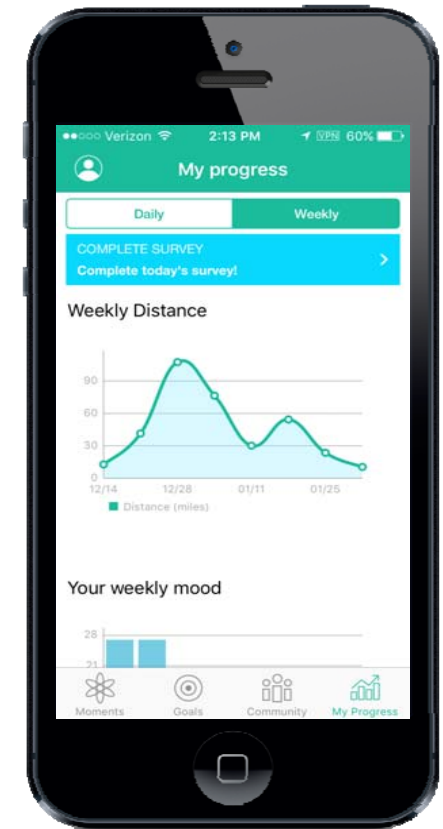 Verizon 2:13 PM VPN 60%
My progress
Daily Weekly
COMPLETE SURVEY
Complete today's survey!
Weekly Distance
90
60
30
0
12/14 12/28 01/11 01/25
Distance (miles)
Your weekly mood
28
21
Moments Goals Community My Progress